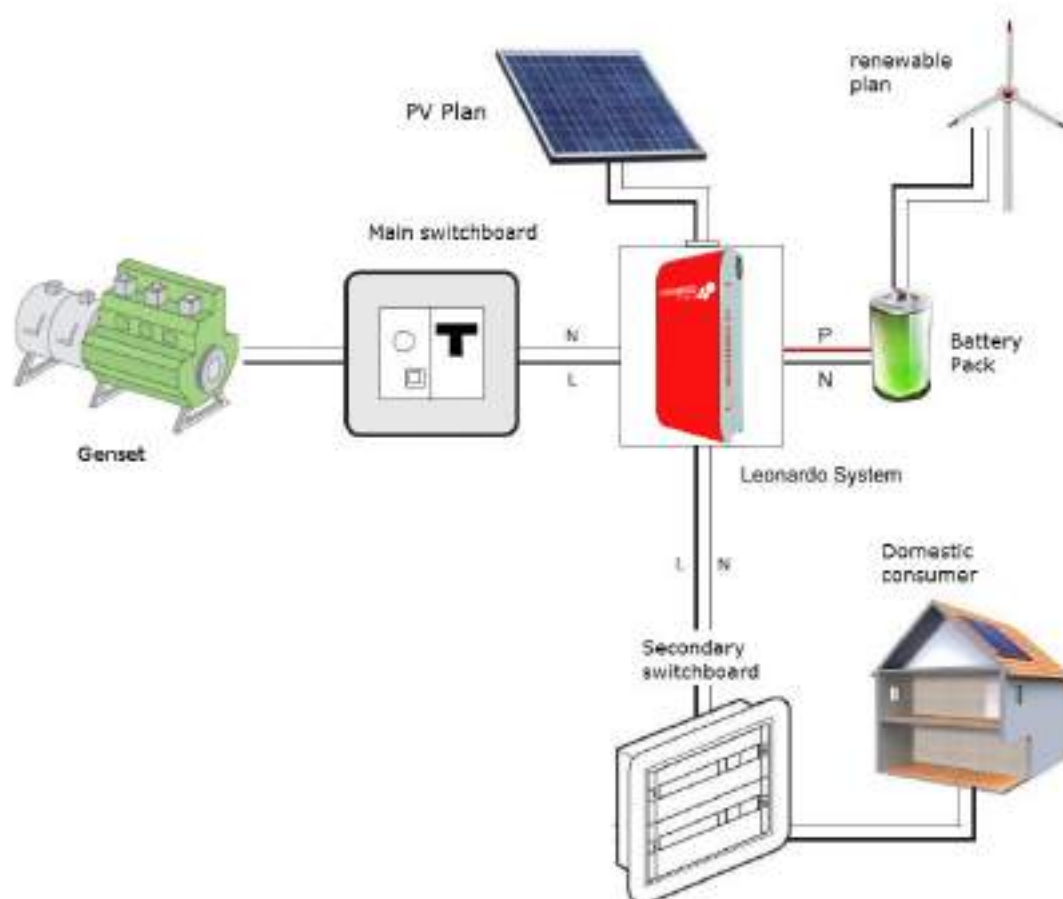 renewable
plan
PV Plan
Main switchboard
N
L
P
N
Battery
Pack
Genset
Leonardo System
L
N
Domestic
consumer
Secondary
switchboard